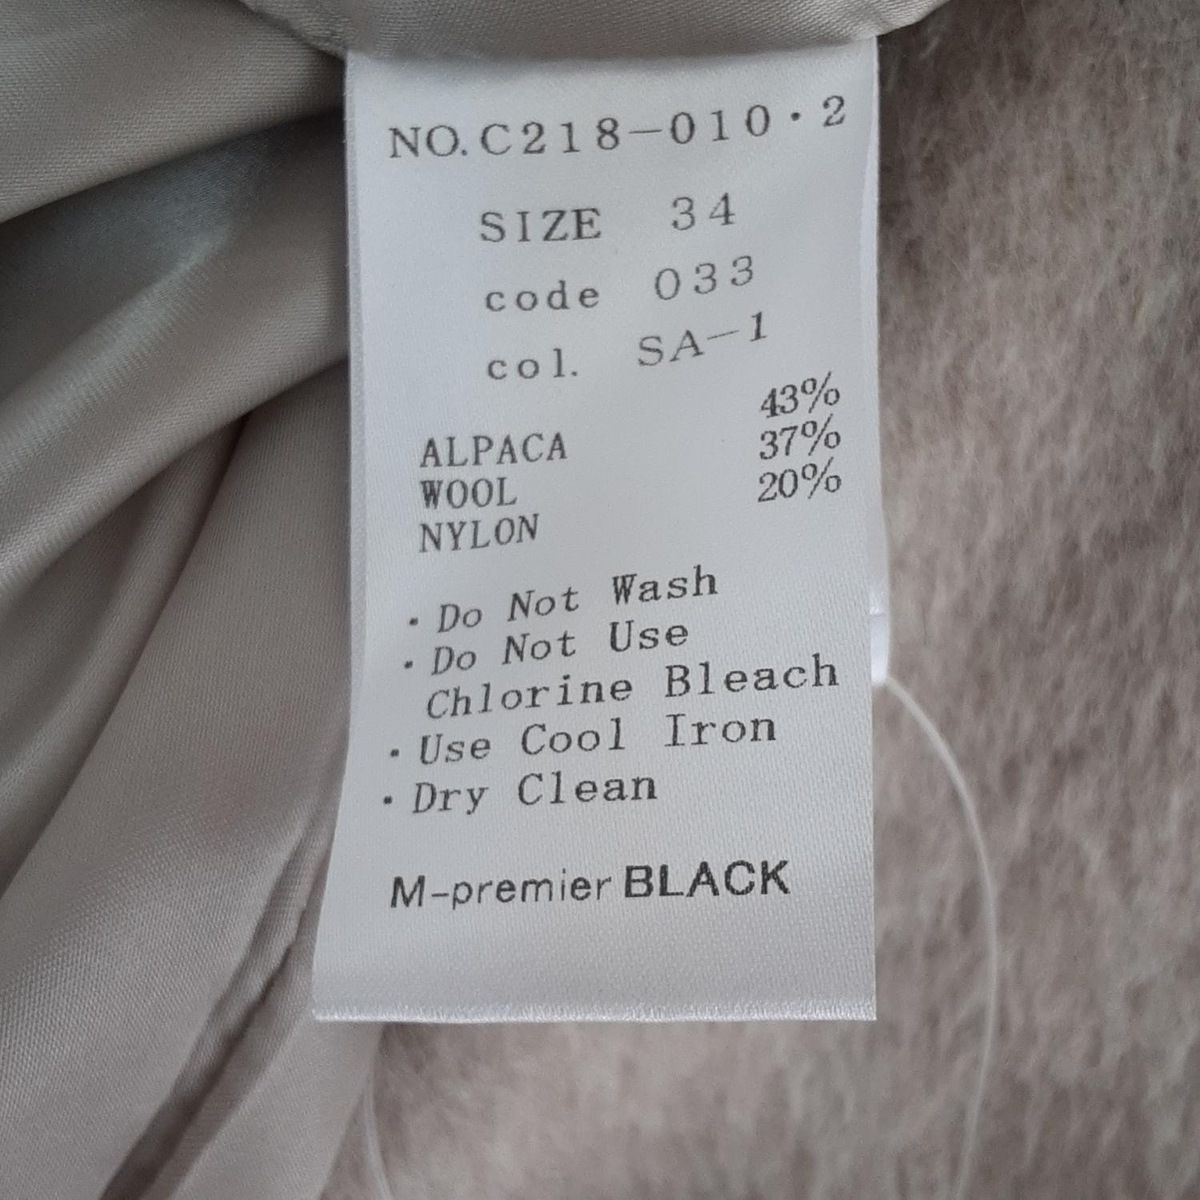 NO.C218-010・2
SIZE 34
code 033
col. SA-1
ALPACA 43%
WOOL 37%
NYLON 20%
・Do Not Wash
・Do Not Use
Chlorine Bleach
・Use Cool Iron
・Dry Clean
M-premier BLACK